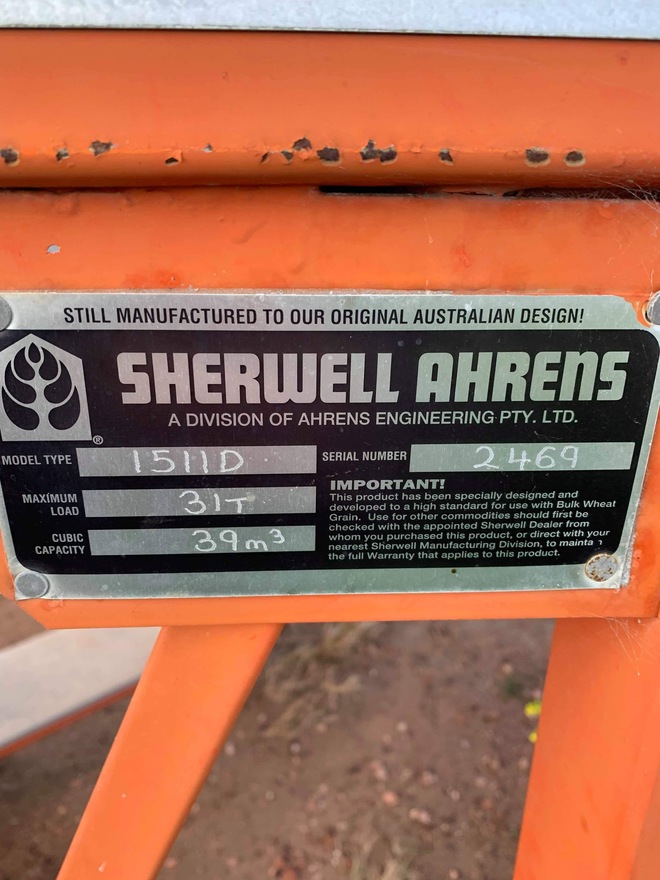 STILL MANUFACTURED TO OUR ORIGINAL AUSTRALIAN DESIGN!
SHERWELL AHRENS
A DIVISION OF AHRENS ENGINEERING PTY. LTD.
®
MODEL TYPE 1511D
SERIAL NUMBER 2469
MAXIMUM
LOAD 31T
CUBIC
CAPACITY 39m³
IMPORTANT!
This product has been specially designed and
developed to a high standard for use with Bulk Wheat
Grain. Use for other commodities should first be
checked with the appointed Sherwell Dealer from
whom you purchased this product, or direct with your
nearest Sherwell Manufacturing Division, to
the full Warranty that applies to this product.